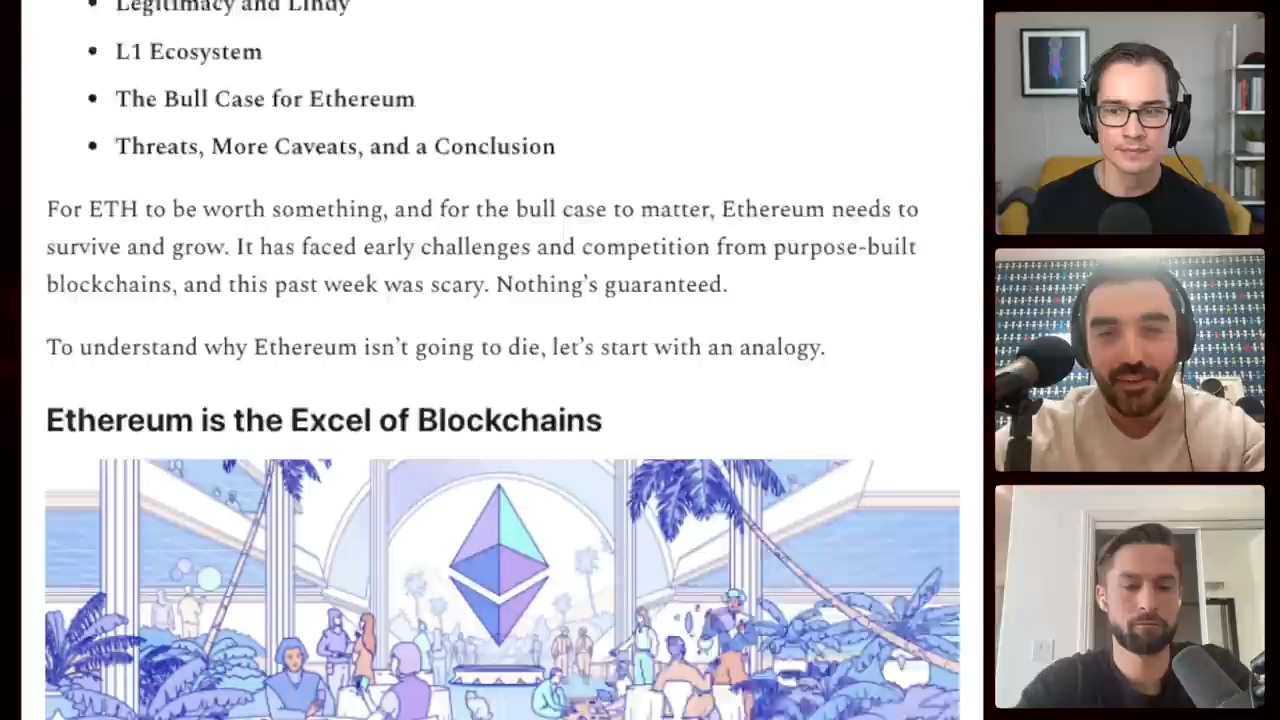 Legitimacy and Lindy
L1 Ecosystem
The Bull Case for Ethereum
Threats, More Caveats, and a Conclusion
For ETH to be worth something, and for the bull case to matter, Ethereum needs to
survive and grow. It has faced early challenges and competition from purpose-built
blockchains, and this past week was scary. Nothing’s guaranteed.
To understand why Ethereum isn’t going to die, let’s start with an analogy.
Ethereum is the Excel of Blockchains